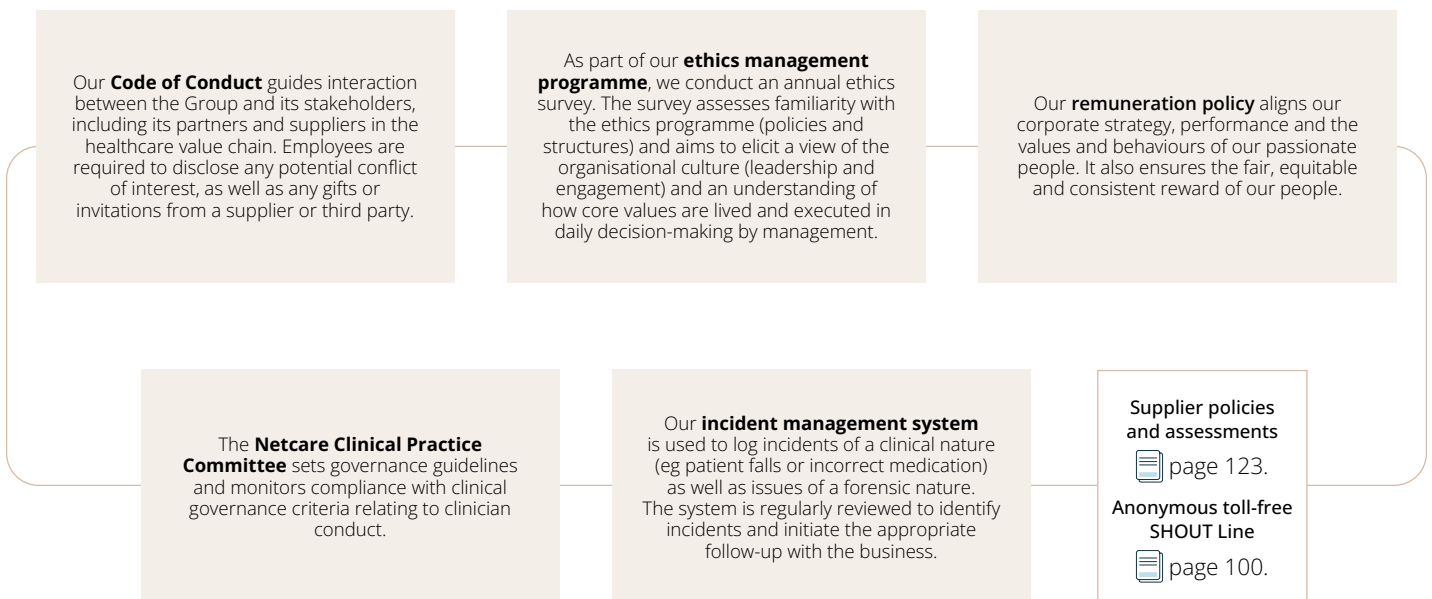 Our Code of Conduct guides interaction
between the Group and its stakeholders,
including its partners and suppliers in the
healthcare value chain. Employees are
required to disclose any potential conflict
of interest, as well as any gifts or
invitations from a supplier or third party.
As part of our ethics management
programme, we conduct an annual ethics
survey. The survey assesses familiarity with
the ethics programme (policies and
structures) and aims to elicit a view of the
organisational culture (leadership and
engagement) and an understanding of
how core values are lived and executed in
daily decision-making by management.
Our remuneration policy aligns our
corporate strategy, performance and the
values and behaviours of our passionate
people. It also ensures the fair, equitable
and consistent reward of our people.
The Netcare Clinical Practice
Committee sets governance guidelines
and monitors compliance with clinical
governance criteria relating to clinician
conduct.
Our incident management system
is used to log incidents of a clinical nature
(eg patient falls or incorrect medication)
as well as issues of a forensic nature.
The system is regularly reviewed to identify
incidents and initiate the appropriate
follow-up with the business.
Supplier policies
and assessments
page 123.
Anonymous toll-free
SHOUT Line
page 100.